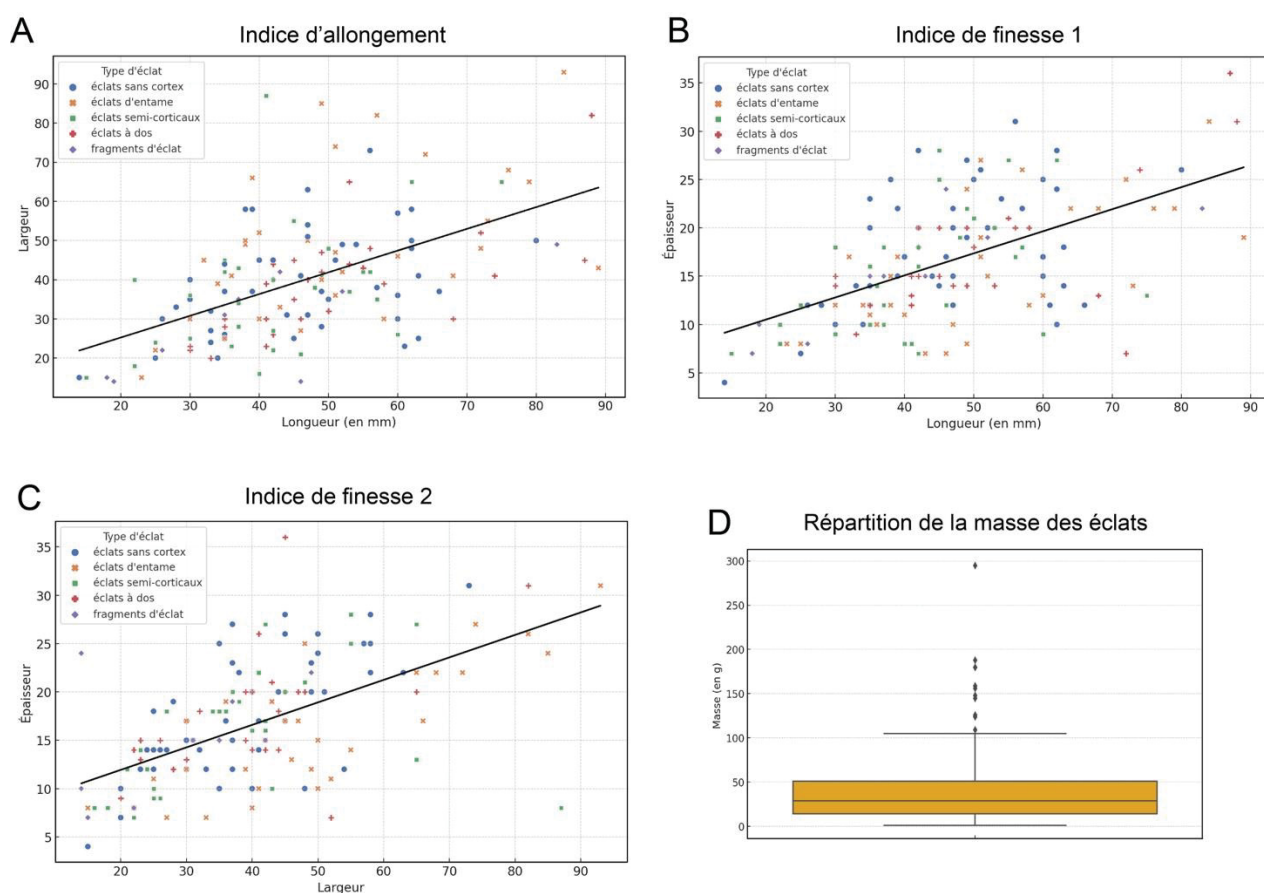 A
Indice d'allongement
Type d'éclat
éclats sans cortex
éclats d'entame
éclats semi-corticaux
éclats à dos
fragments d'éclat
90
80
70
60
50
40
30
20
Largeur
20 30 40 50 60 70 80 90
Longueur (en mm)
B
Indice de finesse 1
Type d'éclat
éclats sans cortex
éclats d'entame
éclats semi-corticaux
éclats à dos
fragments d'éclat
35
30
25
20
15
10
5
Épaisseur
20 30 40 50 60 70 80 90
Longueur (en mm)
C
Indice de finesse 2
Type d'éclat
éclats sans cortex
éclats d'entame
éclats semi-corticaux
éclats à dos
fragments d'éclat
35
30
25
20
15
10
5
Épaisseur
20 30 40 50 60 70 80 90
Largeur
D
Répartition de la masse des éclats
300
250
200
150
100
50
0
Masse (en g)